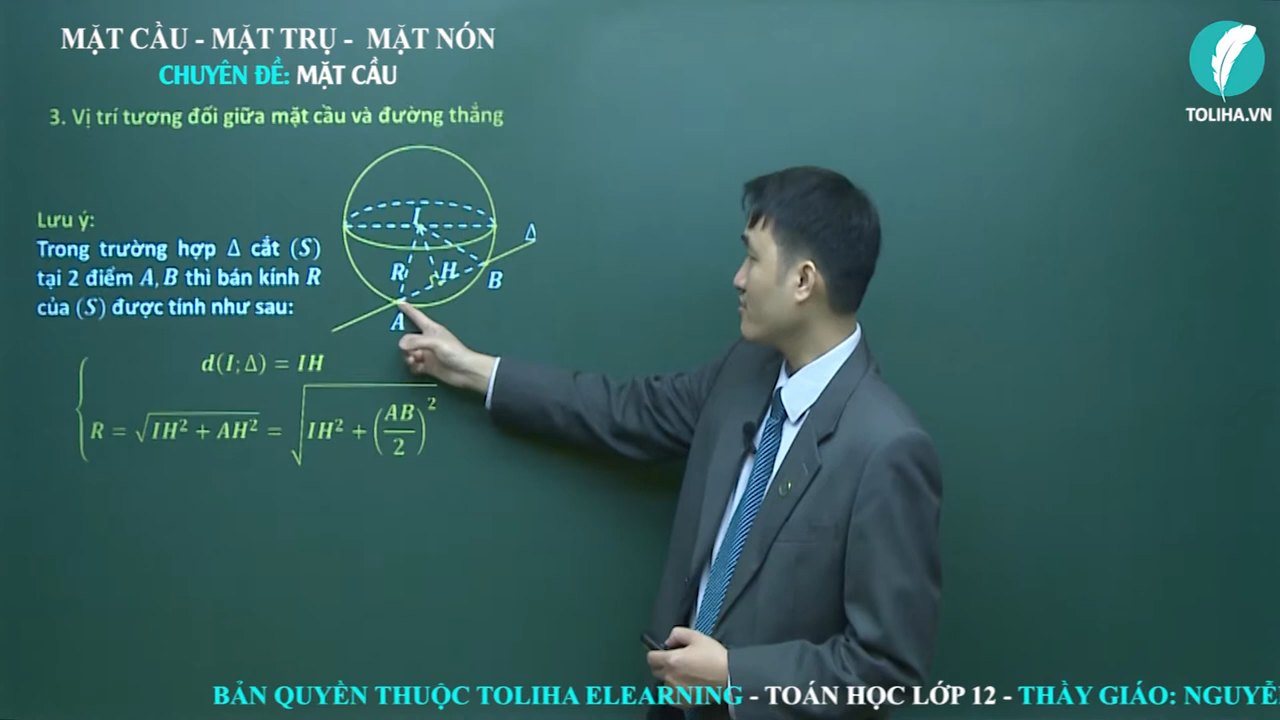 MẶT CẦU - MẶT TRỤ - MẶT NÓN
CHUYÊN ĐỀ: MẶT CẦU
TOLIHA.VN
3. Vị trí tương đối giữa mặt cầu và đường thẳng
Lưu ý:
Trong trường hợp Δ cắt (S)
tại 2 điểm A, B thì bán kính R
của (S) được tính như sau:
I
Δ
R
H
B
A
d(I; Δ) = IH
R = √(IH² + AH²) = √(IH² + (AB/2)²)
BẢN QUYỀN THUỘC TOLIHA ELEARNING - TOÁN HỌC LỚP 12 - THẦY GIÁO: